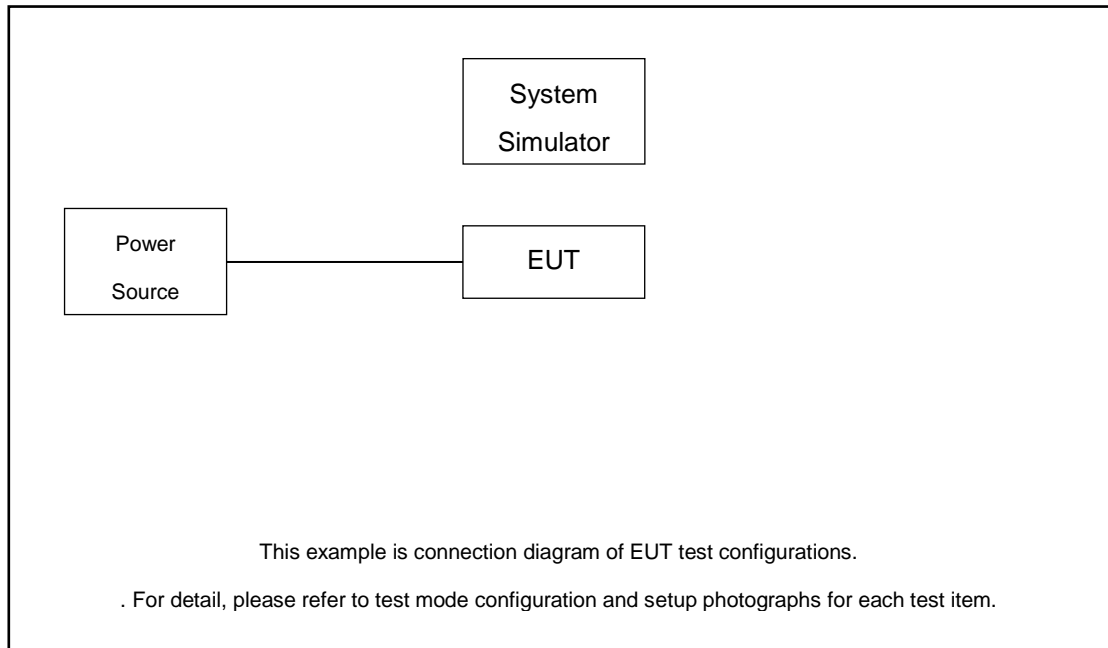 System
Simulator
Power
Source
EUT
This example is connection diagram of EUT test configurations.
. For detail, please refer to test mode configuration and setup photographs for each test item.